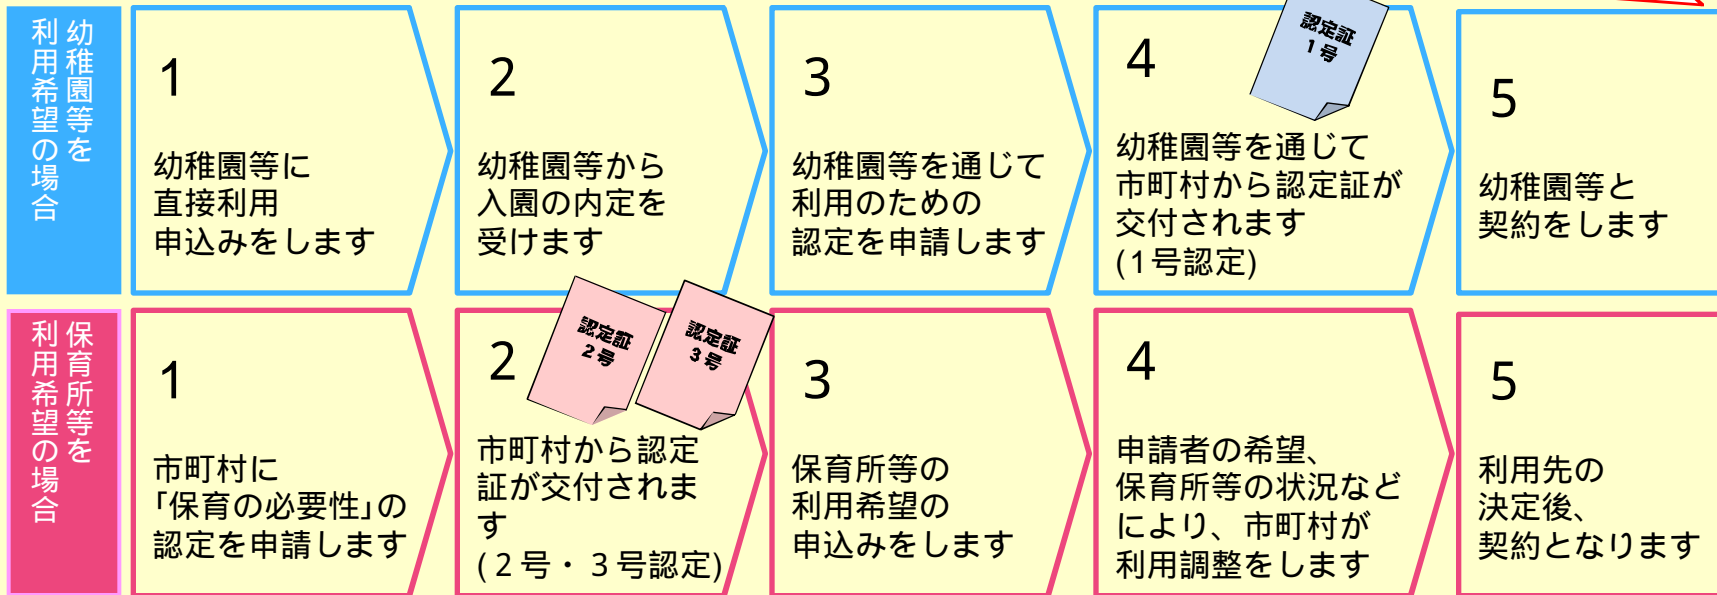 幼稚園等を
利用希望の場合
1
幼稚園等に
直接利用
申込みをします
2
幼稚園等から
入園の内定を
受けます
3
幼稚園等を通じて
利用のための
認定を申請します
認定証
1号
4
幼稚園等を通じて
市町村から認定証が
交付されます
(1号認定)
5
幼稚園等と
契約をします
保育所等を
利用希望の場合
1
市町村に
｢保育の必要性｣の
認定を申請します
認定証
2号
認定証
3号
2
市町村から認定
証が交付されま
す
(２号・３号認定)
3
保育所等の
利用希望の
申込みをします
4
申請者の希望、
保育所等の状況など
により、市町村が
利用調整をします
5
利用先の
決定後、
契約となります